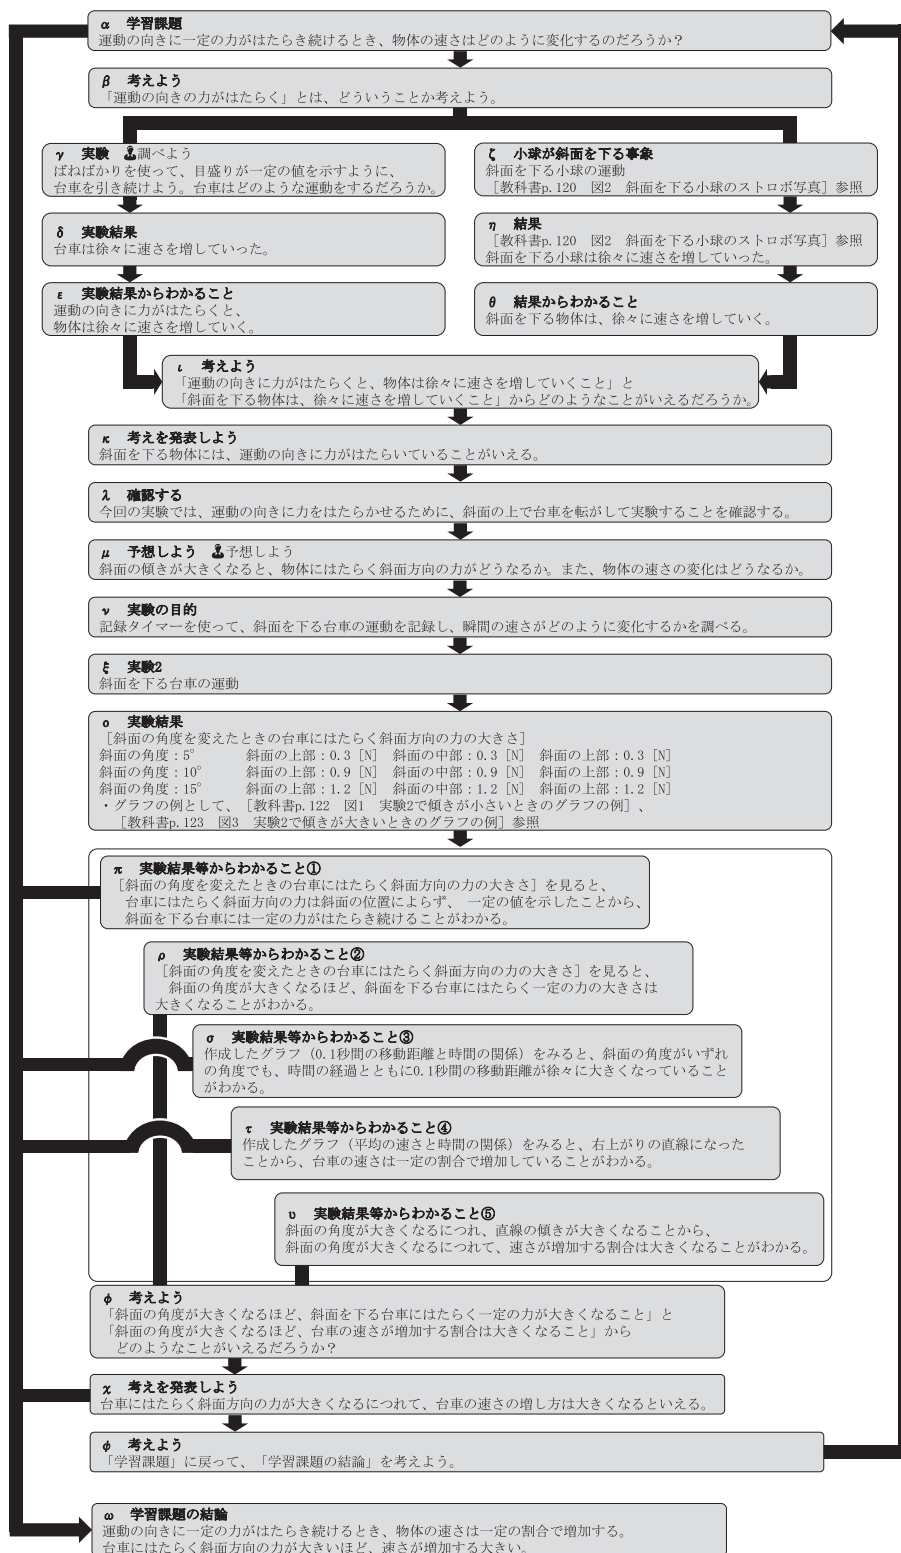 α 学習課題
運動の向きに一定の力がはたらき続けるとき、物体の速さはどのように変化するのだろうか？
β 考えよう
「運動の向きの力がはたらく」とは、どういうことか考えよう。
γ 実験 調べよう
ばねばかりを使って、目盛りが一定の値を示すように、
台車を引き続けよう。台車はどのような運動をするだろうか。
δ 実験結果
台車は徐々に速さを増していった。
ε 実験結果からわかること
運動の向きに力がはたらくと、
物体は徐々に速さを増していく。
ζ 小球が斜面を下る事象
斜面を下る小球の運動
［教科書p.120 図2 斜面を下る小球のストロボ写真］参照
η 結果
［教科書p.120 図2 斜面を下る小球のストロボ写真］参照
斜面を下る小球は徐々に速さを増していった。
θ 結果からわかること
斜面を下る物体は、徐々に速さを増していく。
ι 考えよう
「運動の向きに力がはたらくと、物体は徐々に速さを増していくこと」と
「斜面を下る物体は、徐々に速さを増していくこと」からどのようなことがいえるだろうか。
κ 考えを発表しよう
斜面を下る物体には、運動の向きに力がはたらいていることがいえる。
λ 確認する
今回の実験では、運動の向きに力をはたらかせるために、斜面の上で台車を転がして実験することを確認する。
μ 予想しよう 予想しよう
斜面の傾きが大きくなると、物体にはたらく斜面方向の力がどうなるか。また、物体の速さの変化はどうなるか。
ν 実験の目的
記録タイマーを使って、斜面を下る台車の運動を記録し、瞬間の速さがどのように変化するかを調べる。
ξ 実験2
斜面を下る台車の運動
ο 実験結果
［斜面の角度を変えたときの台車にはたらく斜面方向の力の大きさ］
斜面の角度：5° 斜面の上部：0.3［N］ 斜面の中部：0.3［N］ 斜面の上部：0.3［N］
斜面の角度：10° 斜面の上部：0.9［N］ 斜面の中部：0.9［N］ 斜面の上部：0.9［N］
斜面の角度：15° 斜面の上部：1.2［N］ 斜面の中部：1.2［N］ 斜面の上部：1.2［N］
・グラフの例として、［教科書p.122 図1 実験2で傾きが小さいときのグラフの例］、
［教科書p.123 図3 実験2で傾きが大きいときのグラフの例］参照
π 実験結果等からわかること①
［斜面の角度を変えたときの台車にはたらく斜面方向の力の大きさ］を見ると、
台車にはたらく斜面方向の力は斜面の位置によらず、 一定の値を示したことから、
斜面を下る台車には一定の力がはたらき続けることがわかる。
ρ 実験結果等からわかること②
［斜面の角度を変えたときの台車にはたらく斜面方向の力の大きさ］を見ると、
斜面の角度が大きくなるほど、斜面を下る台車にはたらく一定の力の大きさは
大きくなることがわかる。
σ 実験結果等からわかること③
作成したグラフ（0.1秒間の移動距離と時間の関係）をみると、斜面の角度がいずれ
の角度でも、時間の経過とともに0.1秒間の移動距離が徐々に大きくなっていること
がわかる。
τ 実験結果等からわかること④
作成したグラフ（平均の速さと時間の関係）をみると、右上がりの直線になった
ことから、台車の速さは一定の割合で増加していることがわかる。
υ 実験結果等からわかること⑤
斜面の角度が大きくなるにつれ、直線の傾きが大きくなることから、
斜面の角度が大きくなるにつれて、速さが増加する割合は大きくなることがわかる。
φ 考えよう
「斜面の角度が大きくなるほど、斜面を下る台車にはたらく一定の力が大きくなること」と
「斜面の角度が大きくなるほど、台車の速さが増加する割合は大きくなること」から
どのようなことがいえるだろうか？
χ 考えを発表しよう
台車にはたらく斜面方向の力が大きくなるにつれて、台車の速さの増し方は大きくなるといえる。
φ 考えよう
「学習課題」に戻って、「学習課題の結論」を考えよう。
ω 学習課題の結論
運動の向きに一定の力がはたらき続けるとき、物体の速さは一定の割合で増加する。
台車にはたらく斜面方向の力が大きいほど、速さが増加する大きい。